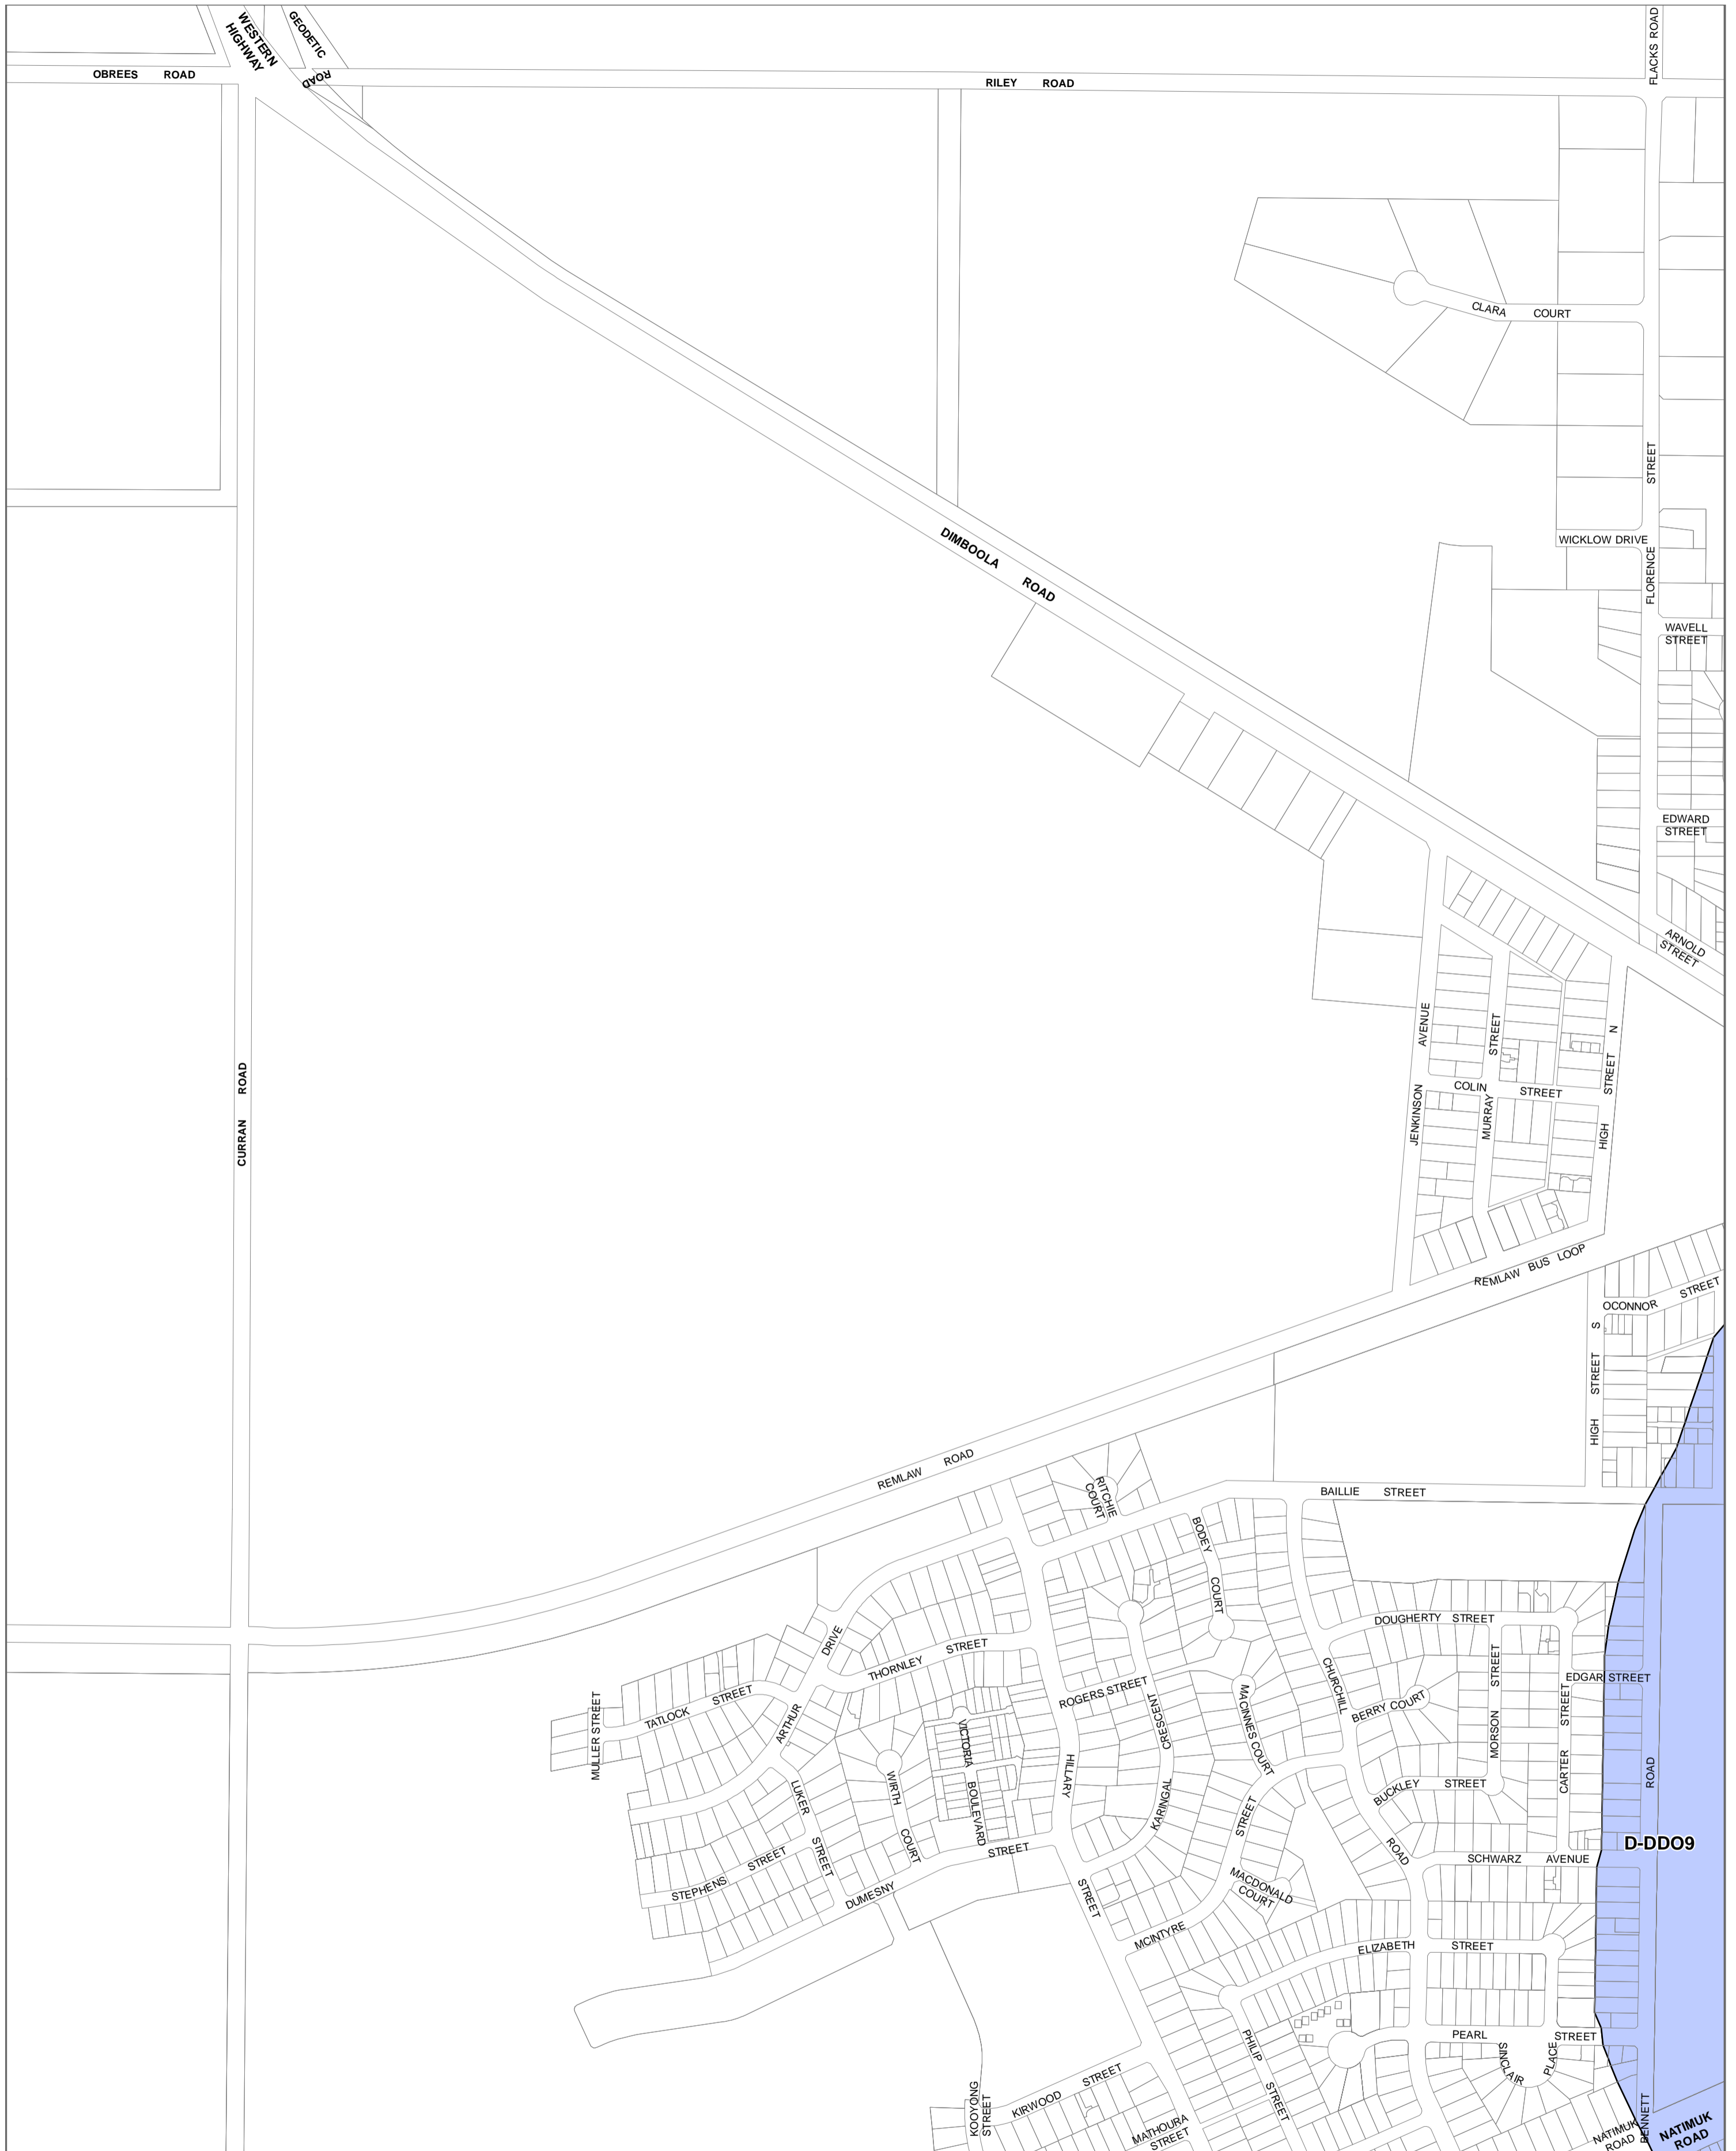 WESTERN
HIGHWAY
GEODETIC
ROAD
FLACKS ROAD
OBREES ROAD
RILEY ROAD
CLARA COURT
FLORENCE STREET
DIMBOOLA ROAD
WICKLOW DRIVE
WAVELL
STREET
EDWARD
STREET
ARNOLD
STREET
CURRAN ROAD
JENKINSON AVENUE
MURRAY STREET
COLIN STREET
HIGH STREET N
REMLAW BUS LOOP
OCONNOR STREET
HIGH STREET S
REMLAW ROAD
RITCHIE
COURT
BAILLIE STREET
BODEY COURT
DOUGHERTY STREET
ARTHUR DRIVE
THORNLEY STREET
TATLOCK STREET
MULLER STREET
ROGERS STREET
KARINGAL CRESCENT
MACINNES COURT
CHURCHILL ROAD
BERRY COURT
MORSON STREET
CARTER STREET
EDGAR STREET
VICTORIA BOULEVARD
WIRTH COURT
LUKER STREET
HILLARY STREET
BUCKLEY STREET
BENNETT ROAD
D-DDO9
SCHWARZ AVENUE
STEPHENS STREET
DUMESNY STREET
MACDONALD
COURT
MCINTYRE STREET
ELIZABETH STREET
PHILIP STREET
PEARL STREET
SINCLAIR PLACE
KOOYONG
STREET
KIRWOOD STREET
MATHOURA
STREET
NATIMUK
ROAD
NATIMUK
ROAD